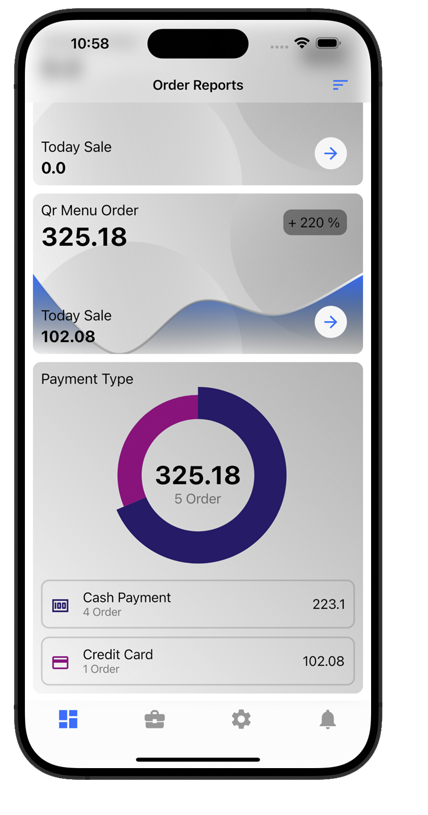 10:58
Order Reports
Today Sale
0.0
Qr Menu Order
+ 220 %
325.18
Today Sale
102.08
Payment Type
325.18
5 Order
Cash Payment
4 Order
223.1
Credit Card
1 Order
102.08